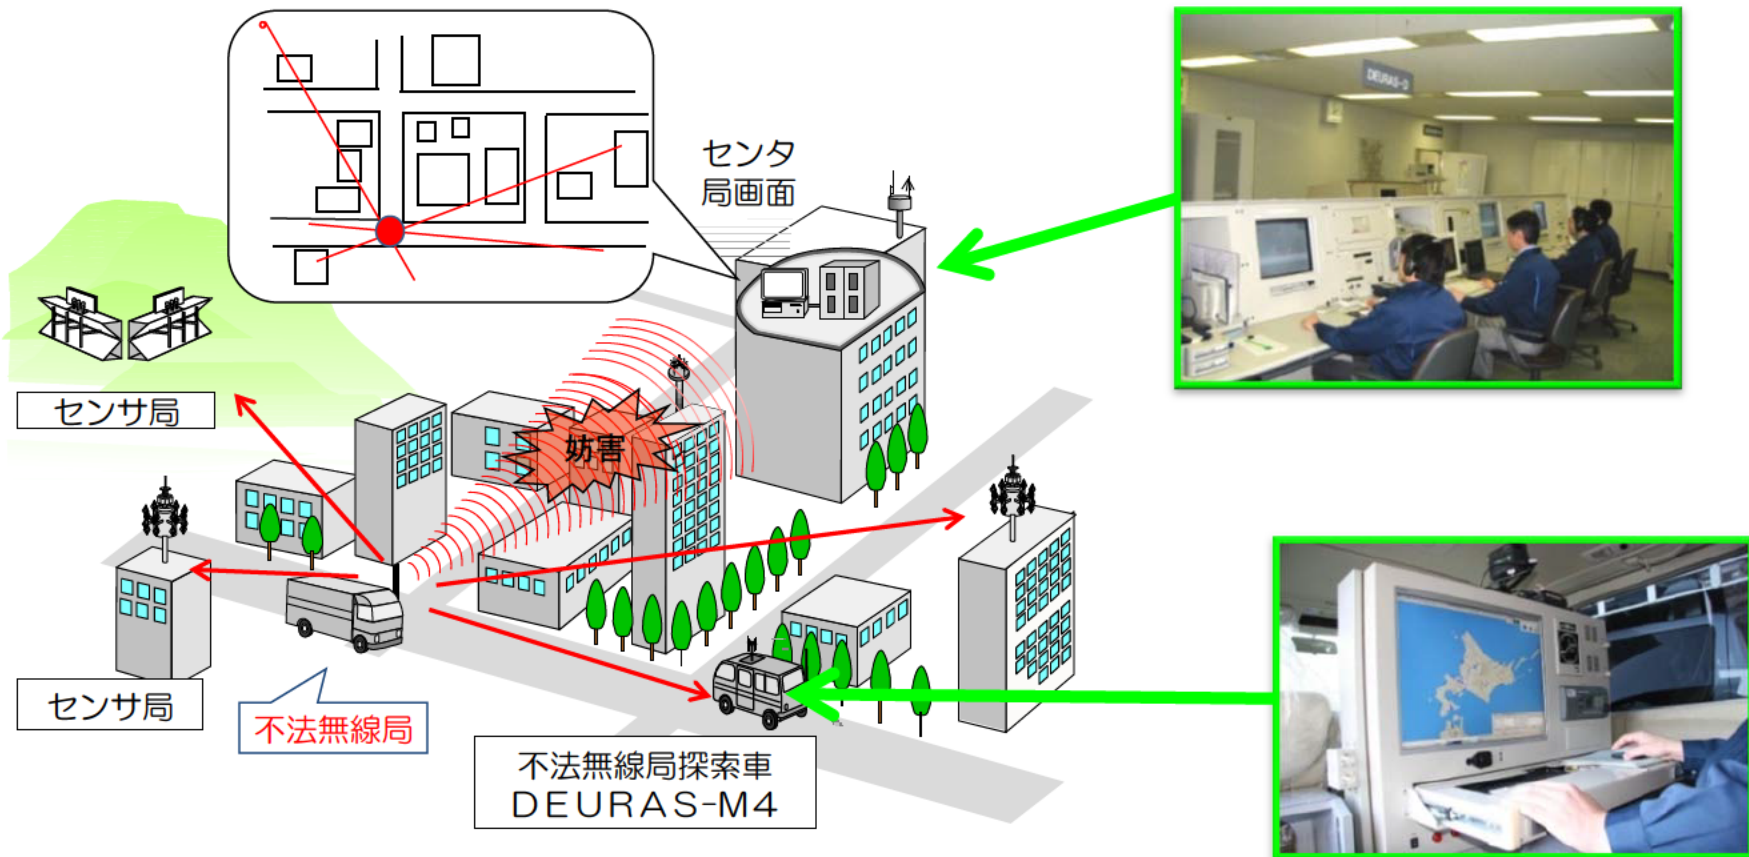 センタ
局画面
DEURAS-D
センサ局
妨害
センサ局
不法無線局
不法無線局探索車
DEURAS-M4